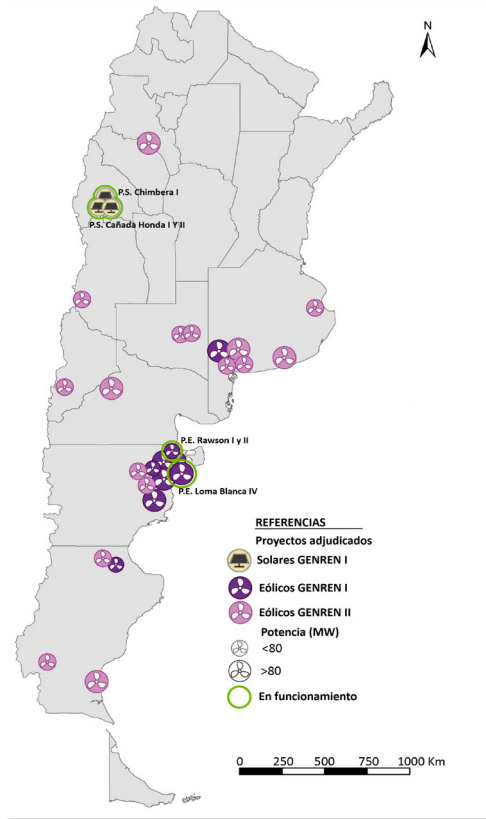 N
P.S. Chimbera I
P.S. Cañada Honda I Y II
P.E. Rawson I y II
P.E. Loma Blanca IV
REFERENCIAS
Proyectos adjudicados
Solares GENREN I
Eólicos GENREN I
Eólicos GENREN II
Potencia (MW)
<80
>80
En funcionamiento
0 250 500 750 1000 Km